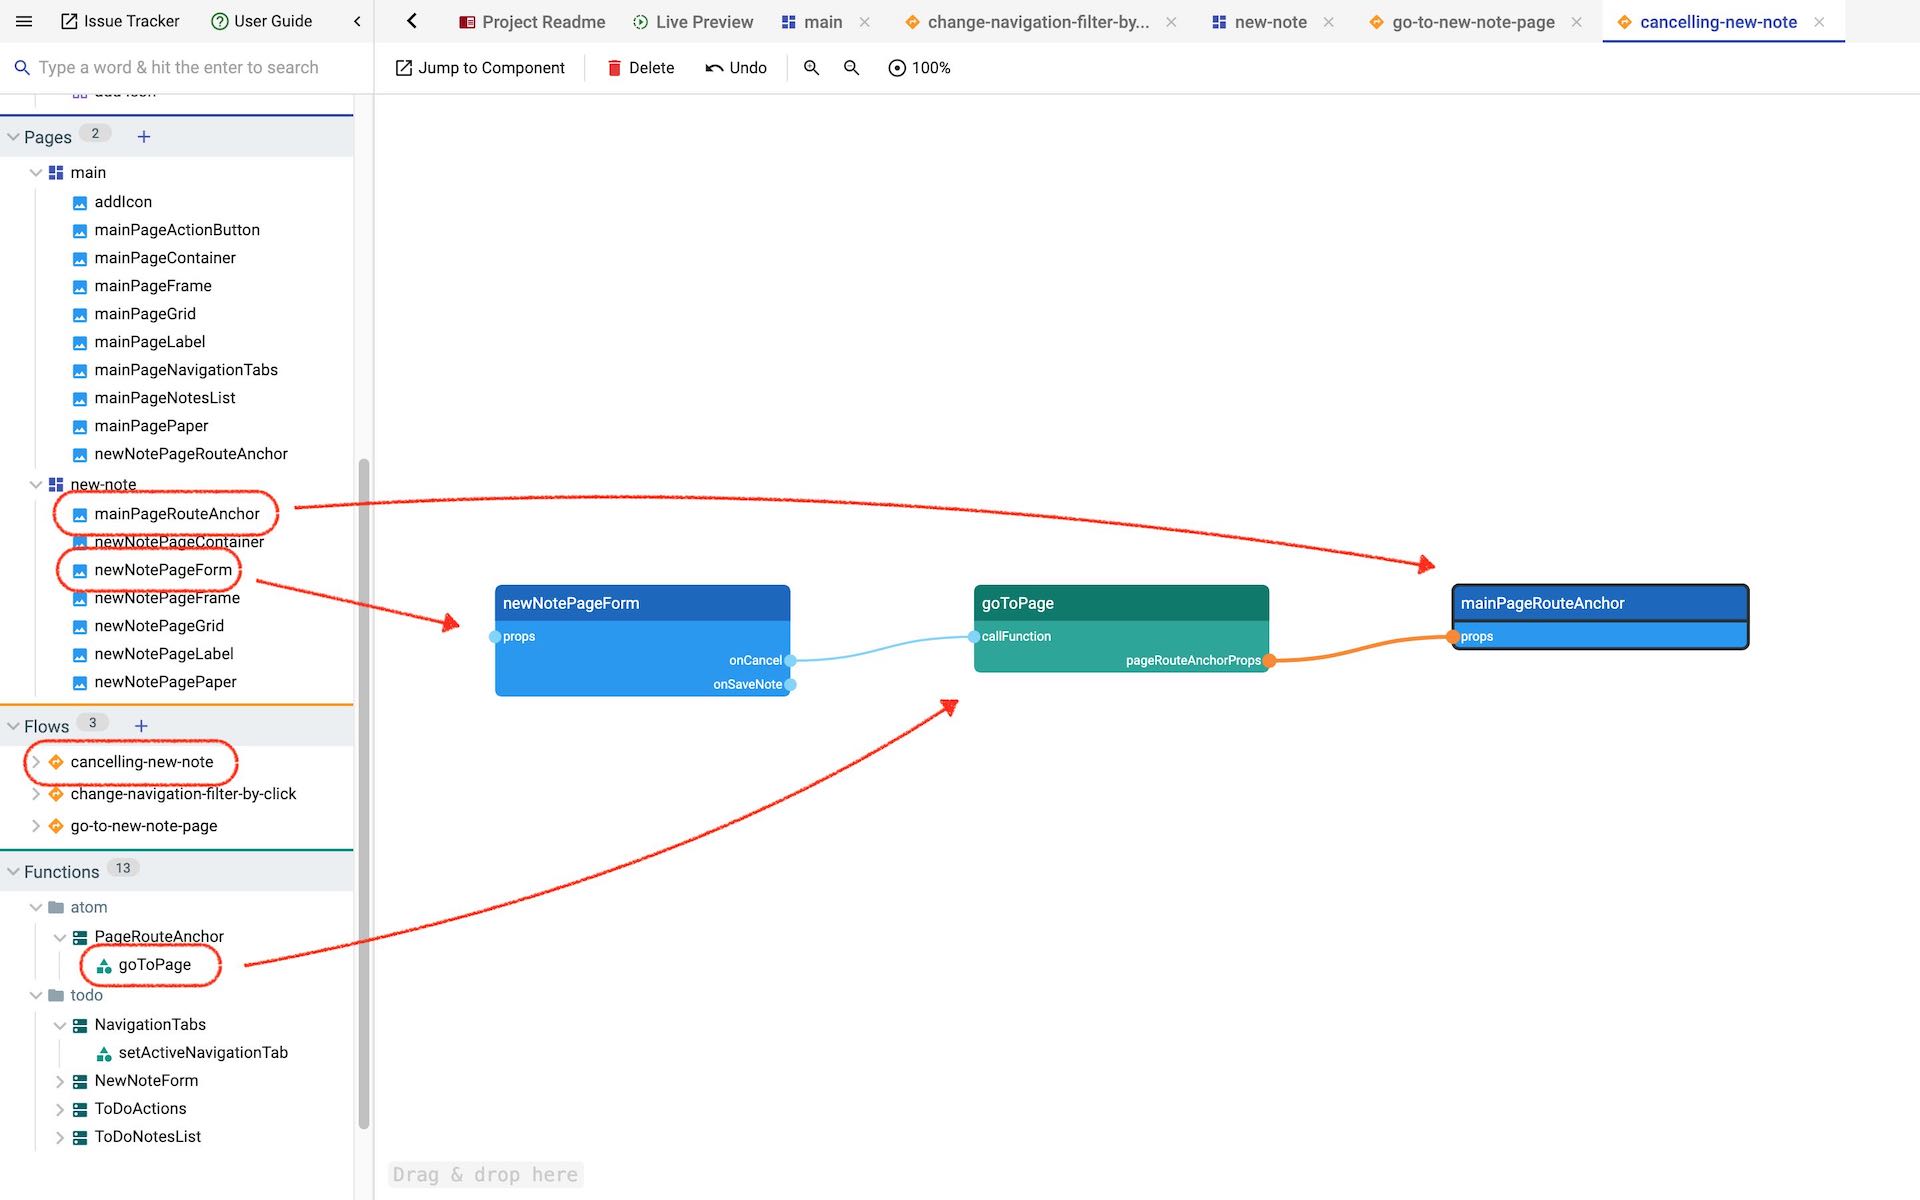 Issue Tracker
User Guide
Project Readme
Live Preview
main
change-navigation-filter-by...
new-note
go-to-new-note-page
cancelling-new-note
Type a word & hit the enter to search
Jump to Component
Delete
Undo
100%
Pages 2 +
main
addIcon
mainPageActionButton
mainPageContainer
mainPageFrame
mainPageGrid
mainPageLabel
mainPageNavigationTabs
mainPageNotesList
mainPagePaper
newNotePageRouteAnchor
new-note
mainPageRouteAnchor
newNotePageContainer
newNotePageForm
newNotePageFrame
newNotePageGrid
newNotePageLabel
newNotePagePaper
Flows 3 +
cancelling-new-note
change-navigation-filter-by-click
go-to-new-note-page
Functions 13
atom
PageRouteAnchor
goToPage
todo
NavigationTabs
setActiveNavigationTab
NewNoteForm
ToDoActions
ToDoNotesList
newNotePageForm
props
onCancel
onSaveNote
goToPage
callFunction
pageRouteAnchorProps
mainPageRouteAnchor
props
Drag & drop here